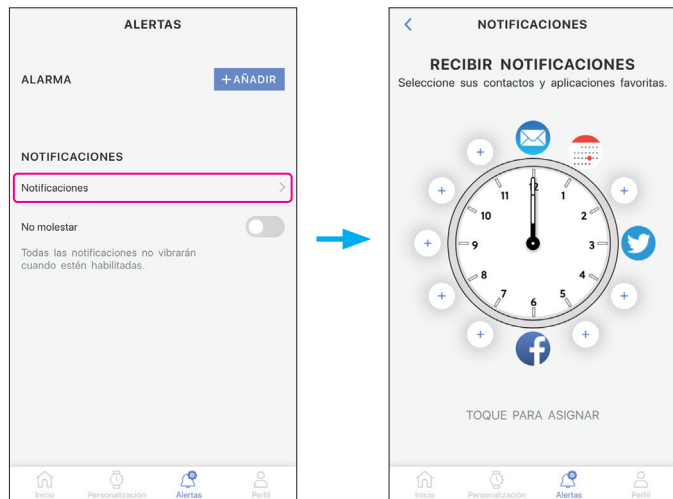 ALERTAS
ALARMA
+ AÑADIR
NOTIFICACIONES
Notificaciones
No molestar
Todas las notificaciones no vibrarán
cuando estén habilitadas.
Inicio
Personalización
Alertas
Perfil
NOTIFICACIONES
RECIBIR NOTIFICACIONES
Seleccione sus contactos y aplicaciones favoritas.
12
1
2
3
4
5
6
7
8
9
10
11
TOQUE PARA ASIGNAR
Inicio
Personalización
Alertas
Perfil